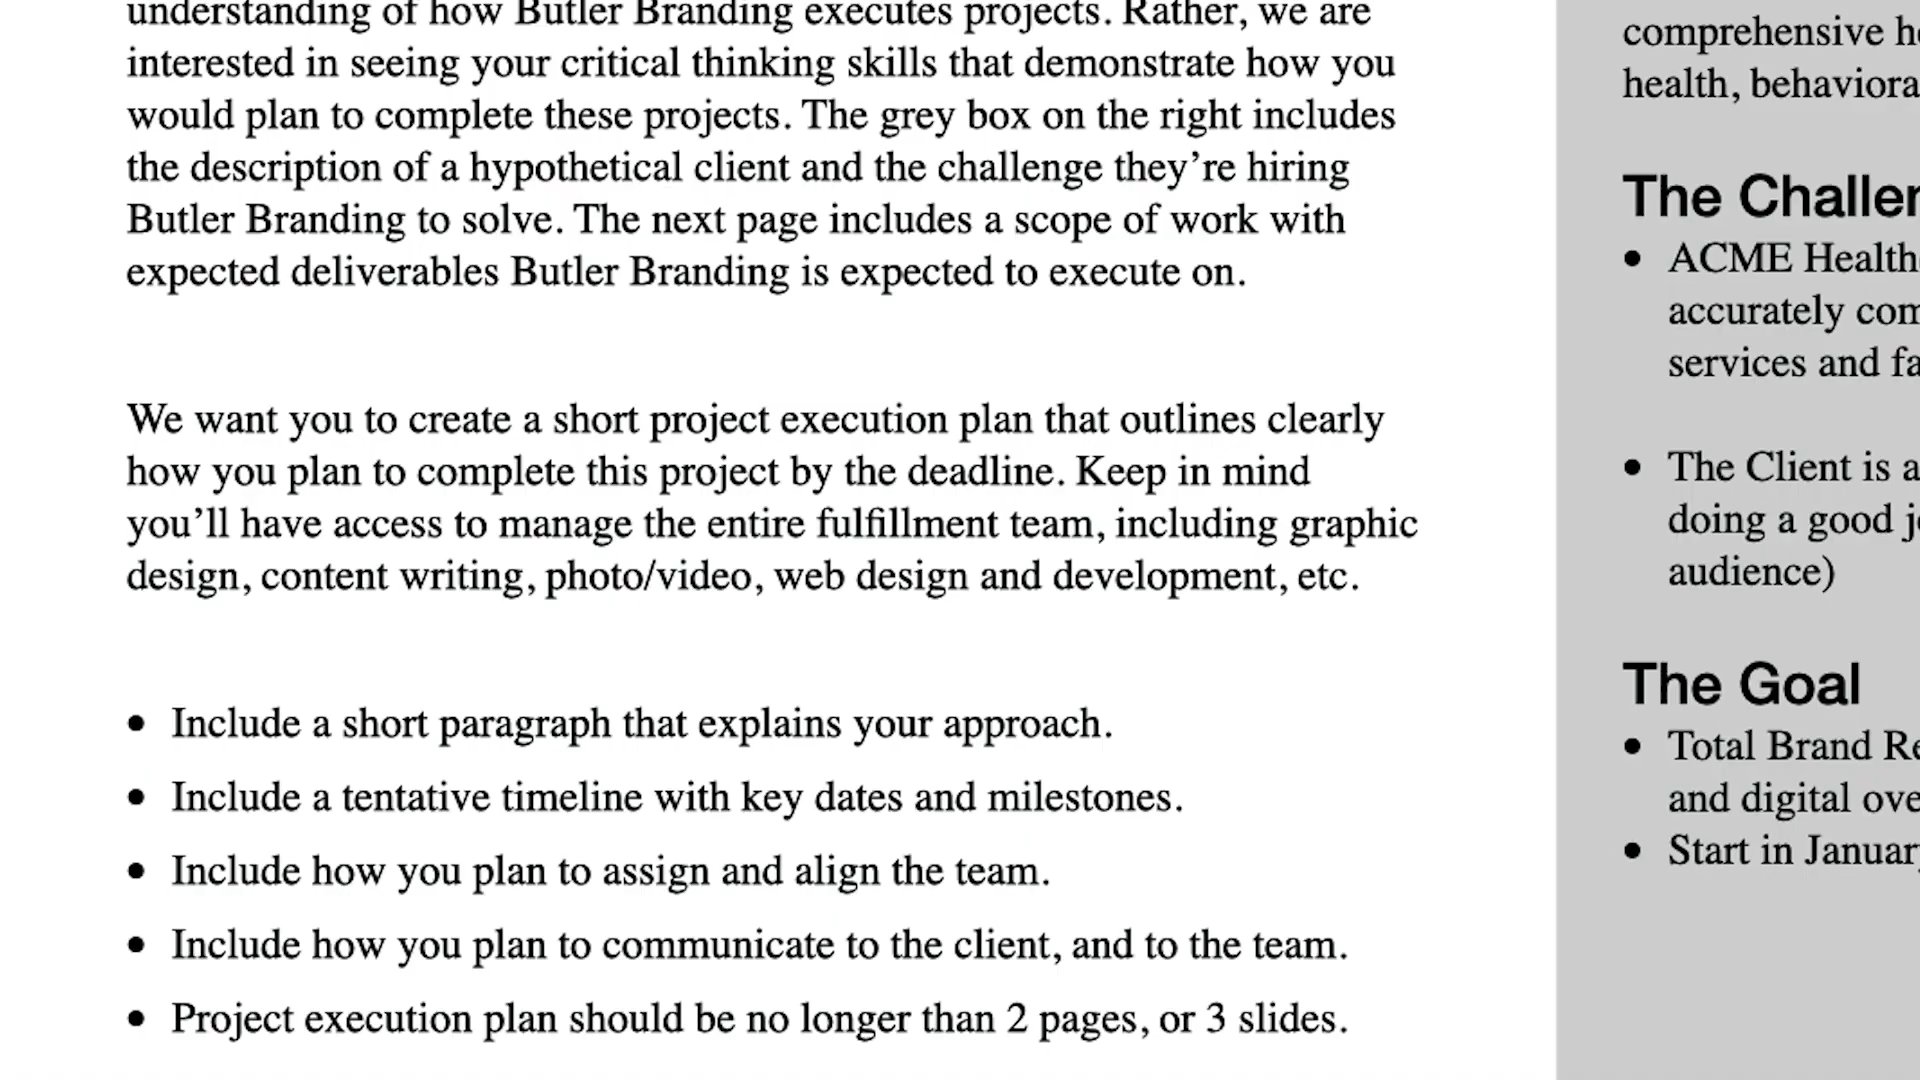 understanding of how Butler Branding executes projects. Rather, we are
interested in seeing your critical thinking skills that demonstrate how you
would plan to complete these projects. The grey box on the right includes
the description of a hypothetical client and the challenge they’re hiring
Butler Branding to solve. The next page includes a scope of work with
expected deliverables Butler Branding is expected to execute on.
We want you to create a short project execution plan that outlines clearly
how you plan to complete this project by the deadline. Keep in mind
you’ll have access to manage the entire fulfillment team, including graphic
design, content writing, photo/video, web design and development, etc.
• Include a short paragraph that explains your approach.
• Include a tentative timeline with key dates and milestones.
• Include how you plan to assign and align the team.
• Include how you plan to communicate to the client, and to the team.
• Project execution plan should be no longer than 2 pages, or 3 slides.
comprehensive
health,
The
• ACME
accurately
services and
• The Client is
doing a good
audience)
The Goal
• Total Brand
and digital
• Start in